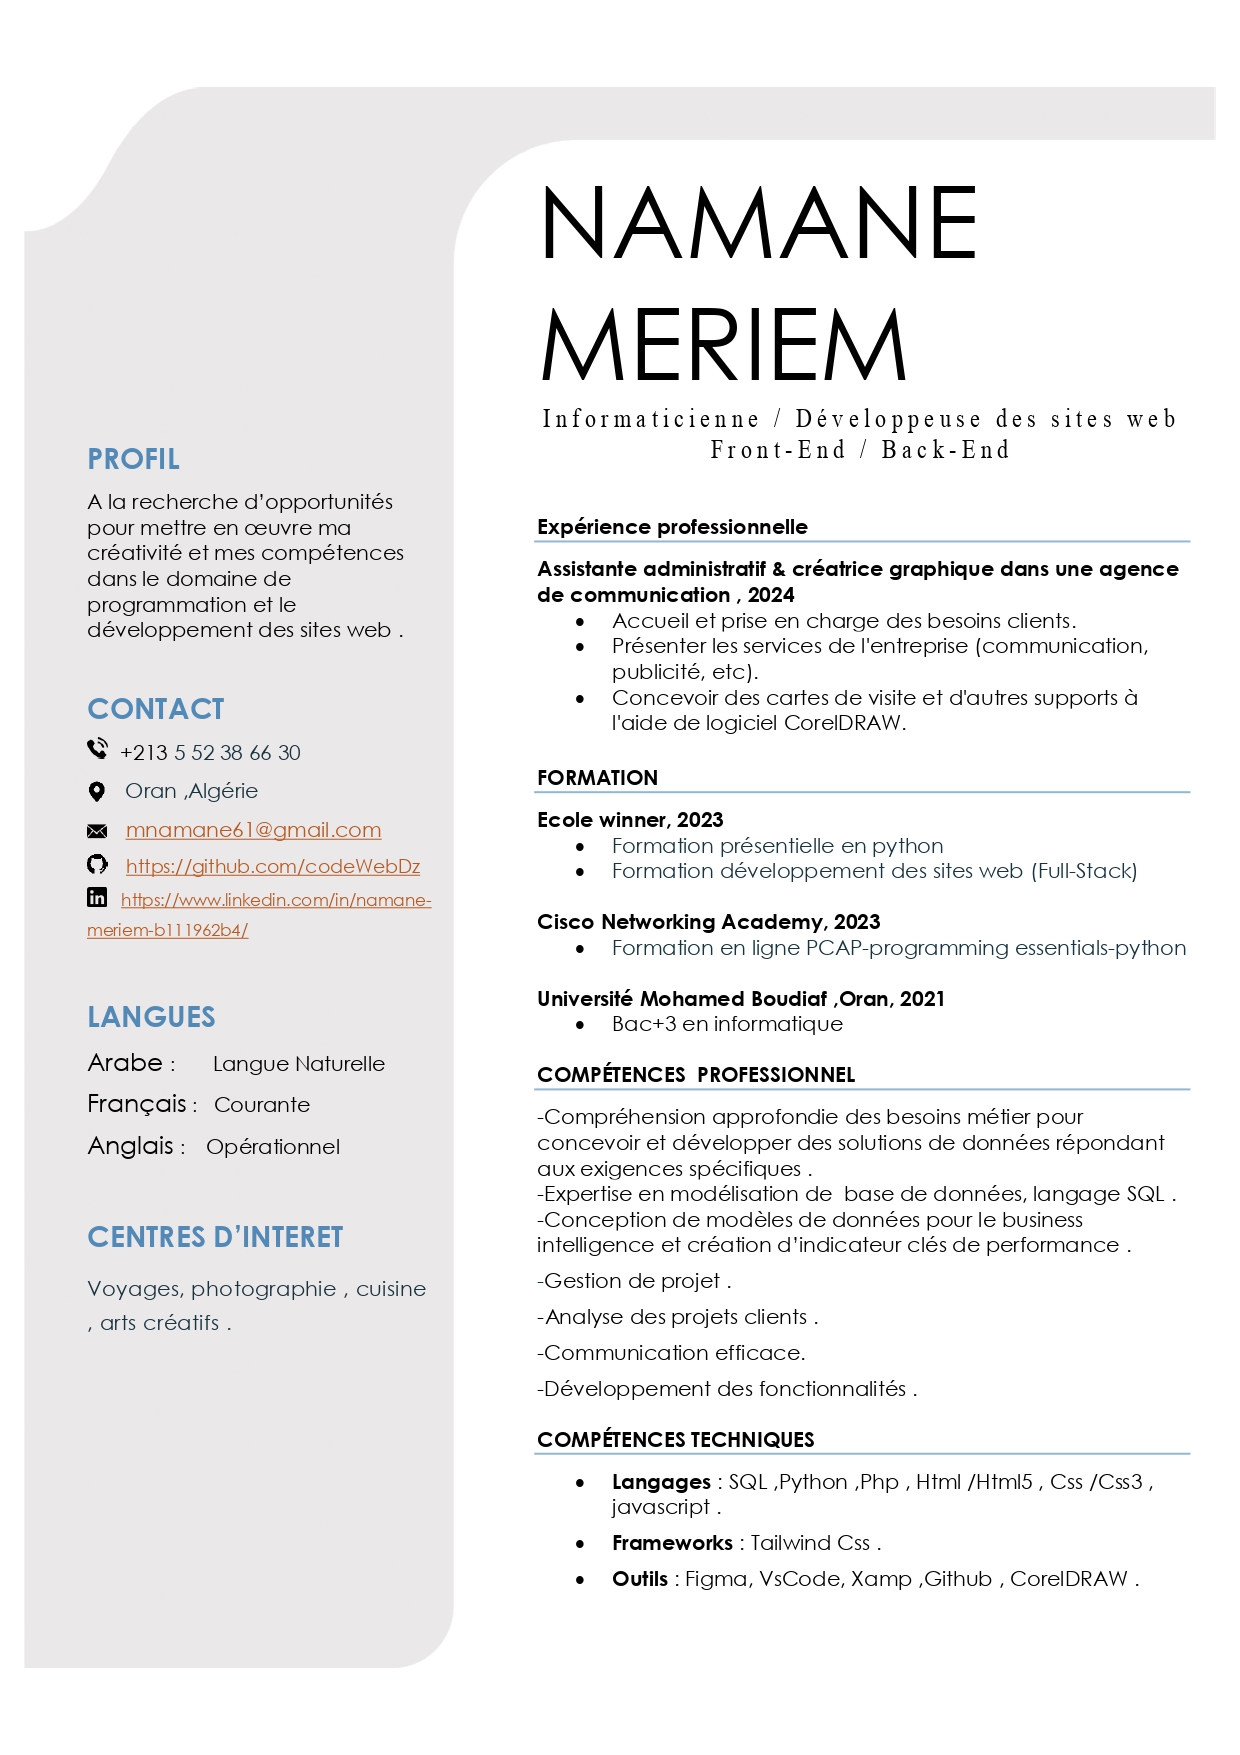 NAMANE
MERIEM
Informaticienne / Développeuse des sites web
Front-End / Back-End
PROFIL
A la recherche d’opportunités
pour mettre en œuvre ma
créativité et mes compétences
dans le domaine de
programmation et le
développement des sites web .
CONTACT
+213 5 52 38 66 30
Oran ,Algérie
mnamane61@gmail.com
https://github.com/codeWebDz
https://www.linkedin.com/in/namane-
meriem-b111962b4/
LANGUES
Arabe : Langue Naturelle
Français : Courante
Anglais : Opérationnel
CENTRES D’INTERET
Voyages, photographie , cuisine
, arts créatifs .
Expérience professionnelle
Assistante administratif & créatrice graphique dans une agence
de communication , 2024
• Accueil et prise en charge des besoins clients.
• Présenter les services de l'entreprise (communication,
publicité, etc).
• Concevoir des cartes de visite et d'autres supports à
l'aide de logiciel CorelDRAW.
FORMATION
Ecole winner, 2023
• Formation présentielle en python
• Formation développement des sites web (Full-Stack)
Cisco Networking Academy, 2023
• Formation en ligne PCAP-programming essentials-python
Université Mohamed Boudiaf ,Oran, 2021
• Bac+3 en informatique
COMPÉTENCES PROFESSIONNEL
-Compréhension approfondie des besoins métier pour
concevoir et développer des solutions de données répondant
aux exigences spécifiques .
-Expertise en modélisation de base de données, langage SQL .
-Conception de modèles de données pour le business
intelligence et création d’indicateur clés de performance .
-Gestion de projet .
-Analyse des projets clients .
-Communication efficace.
-Développement des fonctionnalités .
COMPÉTENCES TECHNIQUES
• Langages : SQL ,Python ,Php , Html /Html5 , Css /Css3 ,
javascript .
• Frameworks : Tailwind Css .
• Outils : Figma, VsCode, Xamp ,Github , CorelDRAW .